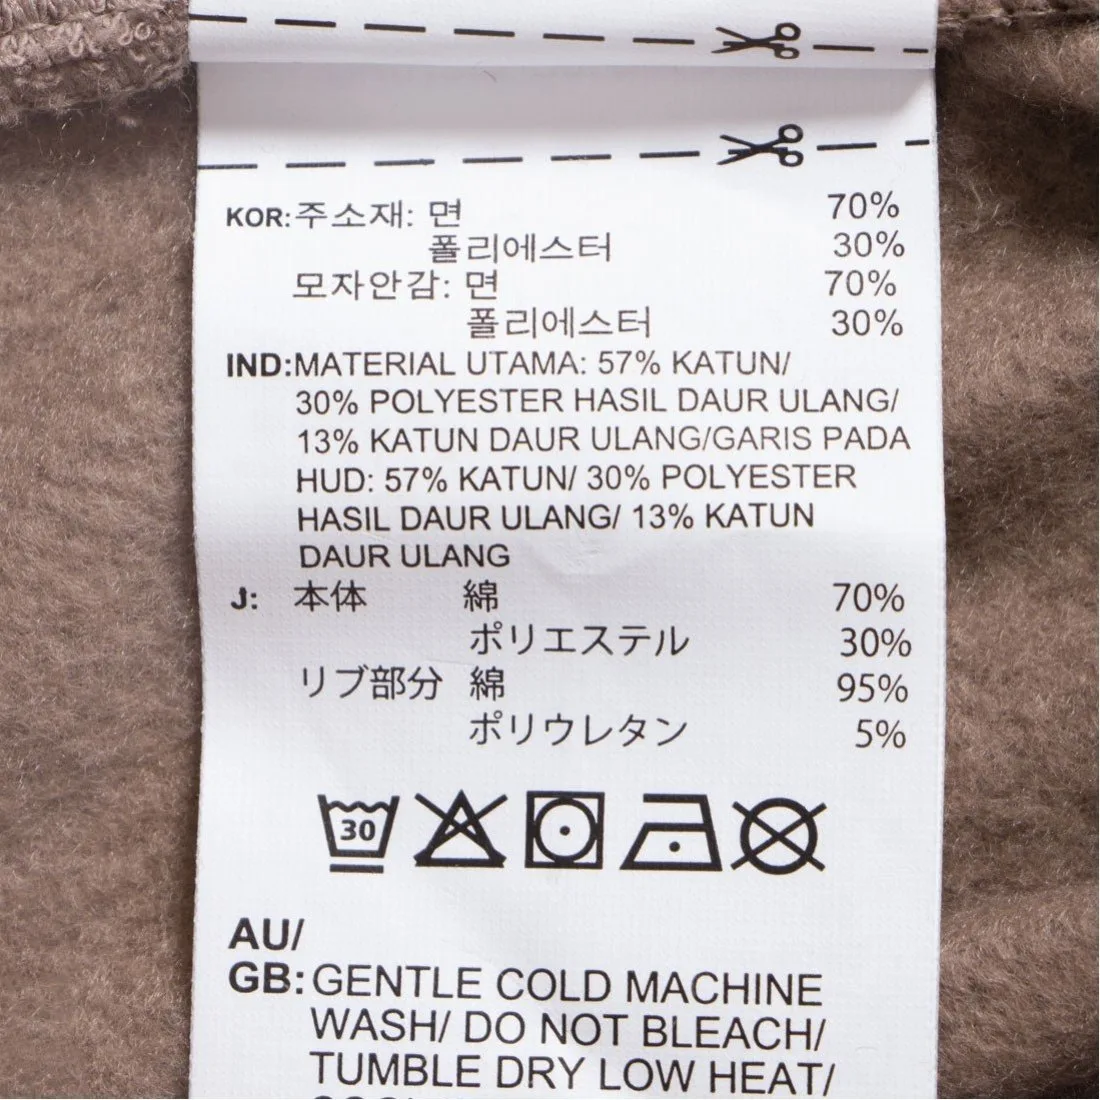 KOR:주소재: 면 70%
폴리에스터 30%
모자안감: 면 70%
폴리에스터 30%
IND:MATERIAL UTAMA: 57% KATUN/
30% POLYESTER HASIL DAUR ULANG/
13% KATUN DAUR ULANG/GARIS PADA
HUD: 57% KATUN/ 30% POLYESTER
HASIL DAUR ULANG/ 13% KATUN
DAUR ULANG
J: 本体 綿 70%
ポリエステル 30%
リブ部分 綿 95%
ポリウレタン 5%
30
AU/
GB:GENTLE COLD MACHINE
WASH/ DO NOT BLEACH/
TUMBLE DRY LOW HEAT/